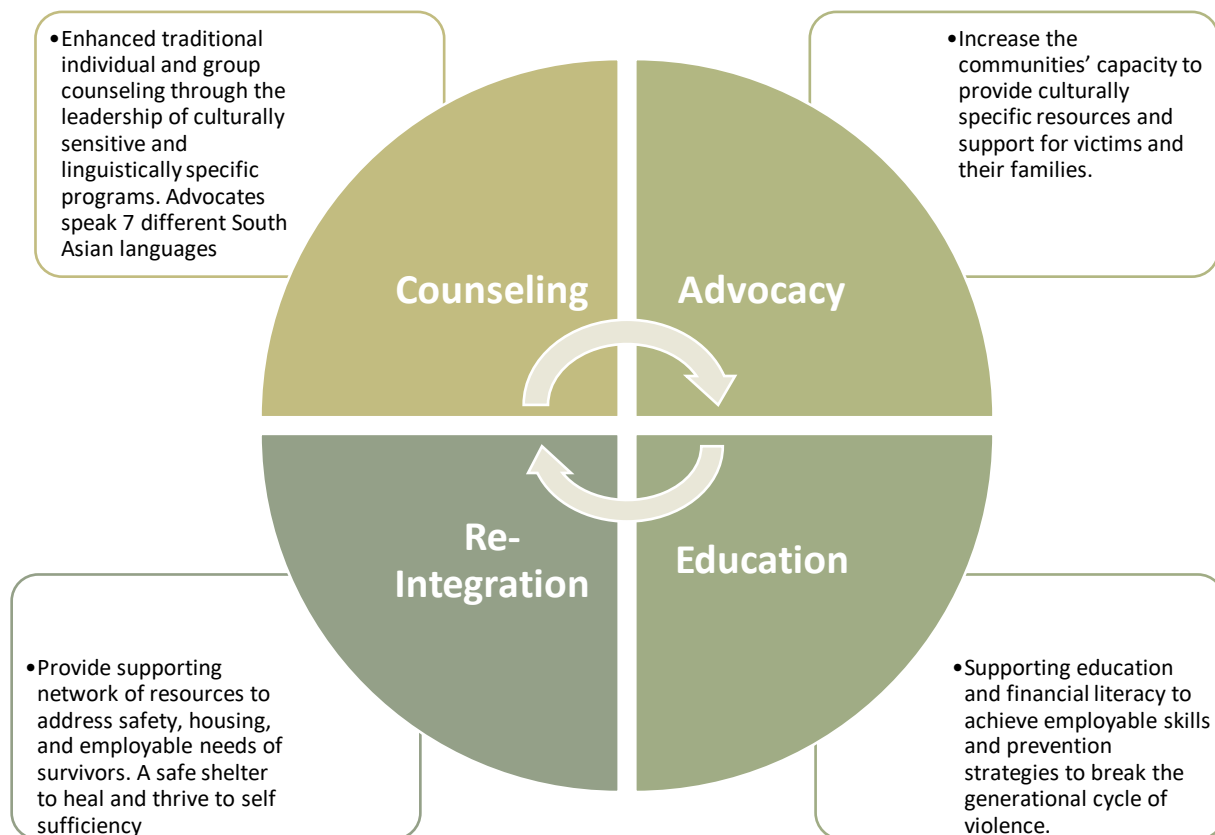 •Enhanced traditional
individual and group
counseling through the
leadership of culturally
sensitive and
linguistically specific
programs. Advocates
speak 7 different South
Asian languages
•Increase the
communities’ capacity to
provide culturally
specific resources and
support for victims and
their families.
Counseling
Advocacy
Re-
Integration
Education
•Provide supporting
network of resources to
address safety, housing,
and employable needs of
survivors. A safe shelter
to heal and thrive to self
sufficiency
•Supporting education
and financial literacy to
achieve employable skills
and prevention
strategies to break the
generational cycle of
violence.